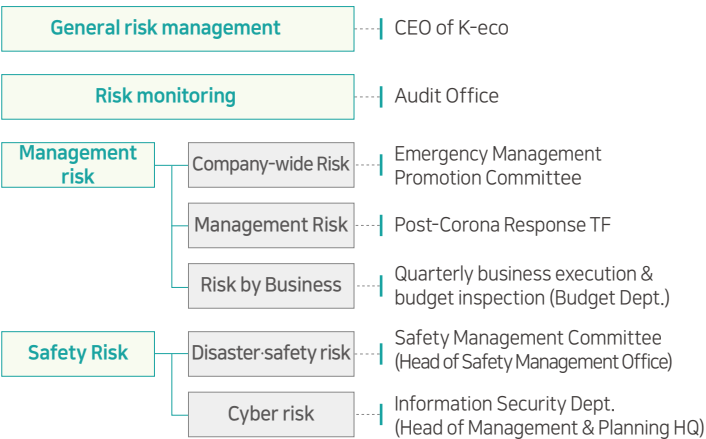 General risk management
CEO of K-eco
Risk monitoring
Audit Office
Management
risk
Company-wide Risk
Emergency Management
Promotion Committee
Management Risk
Post-Corona Response TF
Risk by Business
Quarterly business execution &
budget inspection (Budget Dept.)
Safety Risk
Disaster·safety risk
Safety Management Committee
(Head of Safety Management Office)
Cyber risk
Information Security Dept.
(Head of Management & Planning HQ)